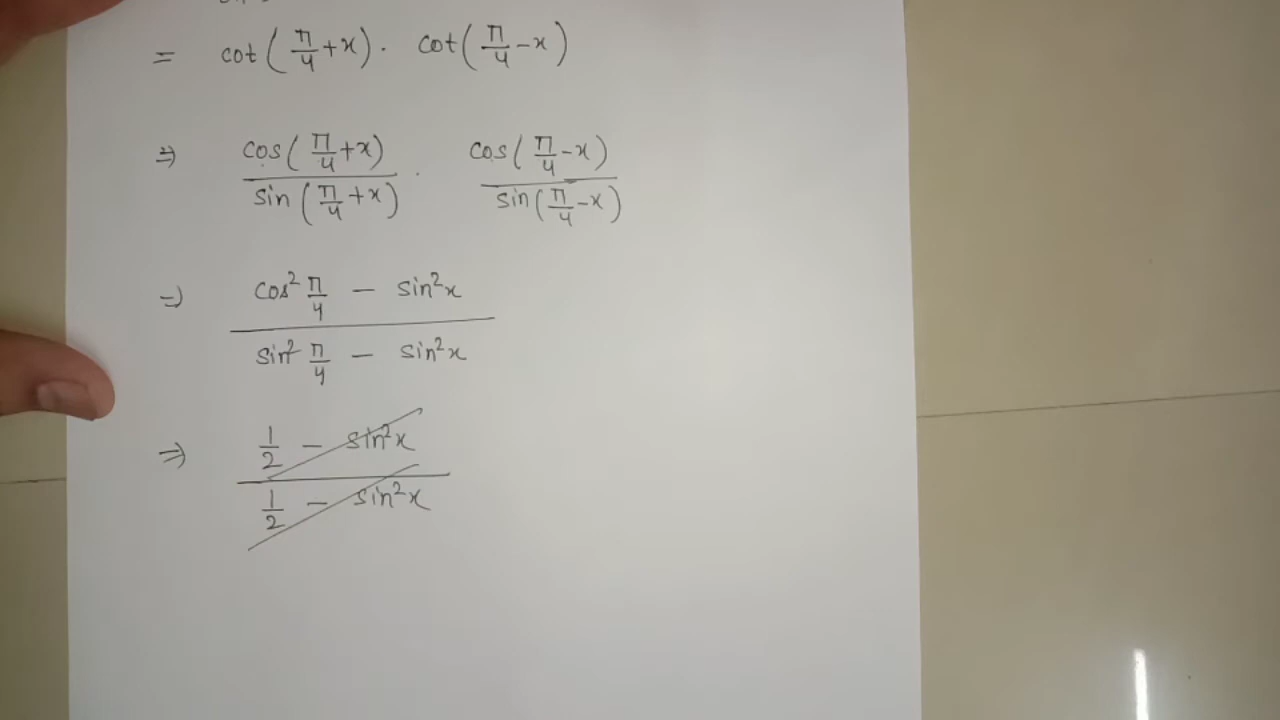 = cot(π/4+x). cot(π/4-x)
⇒ cos(π/4+x)/sin(π/4+x) . cos(π/4-x)/sin(π/4-x)
⇒ cos² π/4 - sin²x / sin² π/4 - sin²x
⇒ 1/2 - sin²x / 1/2 - sin²x